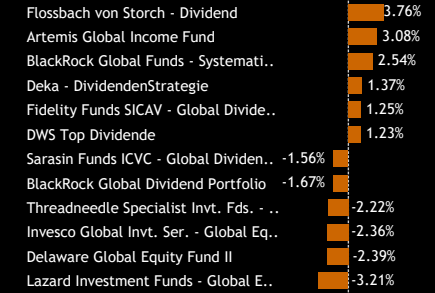 Flossbach von Storch - Dividend 3.76%
Artemis Global Income Fund 3.08%
BlackRock Global Funds - Systemati.. 2.54%
Deka - DividendenStrategie 1.37%
Fidelity Funds SICAV - Global Divide.. 1.25%
DWS Top Dividende 1.23%
Sarasin Funds ICVC - Global Dividen.. -1.56%
BlackRock Global Dividend Portfolio -1.67%
Threadneedle Specialist Invt. Fds. - .. -2.22%
Invesco Global Invt. Ser. - Global Eq.. -2.36%
Delaware Global Equity Fund II -2.39%
Lazard Investment Funds - Global E.. -3.21%